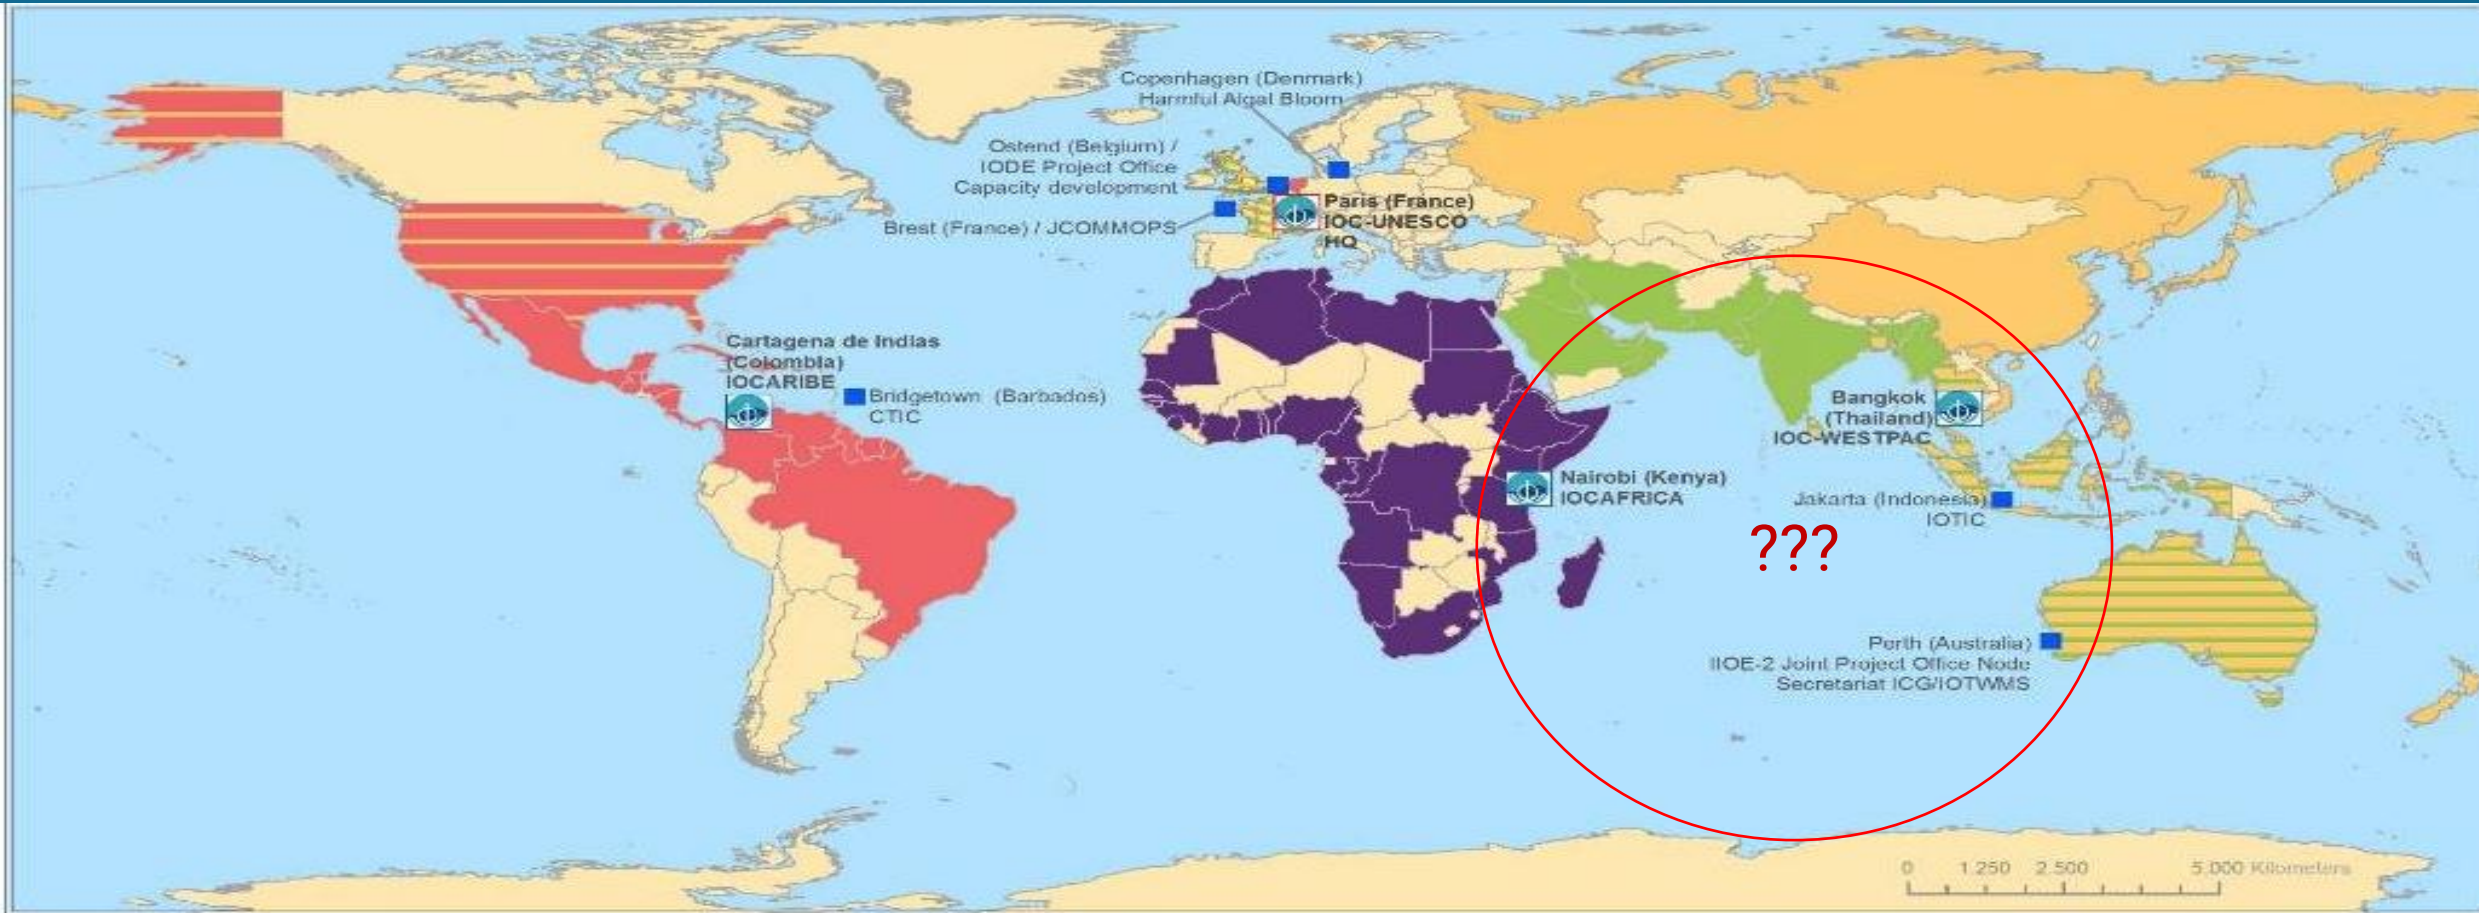 Copenhagen (Denmark)
Harmful Algal Bloom
Ostend (Belgium) /
IODE Project Office
Capacity development
Paris (France)
IOC-UNESCO
HQ
Brest (France) / JCOMMOPS
Cartagena de Indias
(Colombia)
IOCARIBE
Bridgetown (Barbados)
CTIC
Bangkok
(Thailand)
IOC-WESTPAC
Nairobi (Kenya)
IOCAFRICA
Jakarta (Indonesia)
IOTIC
???
Perth (Australia)
IIOE-2 Joint Project Office Node
Secretariat ICG/IOTWMS
0 1.250 2.500 5.000 Kilometers